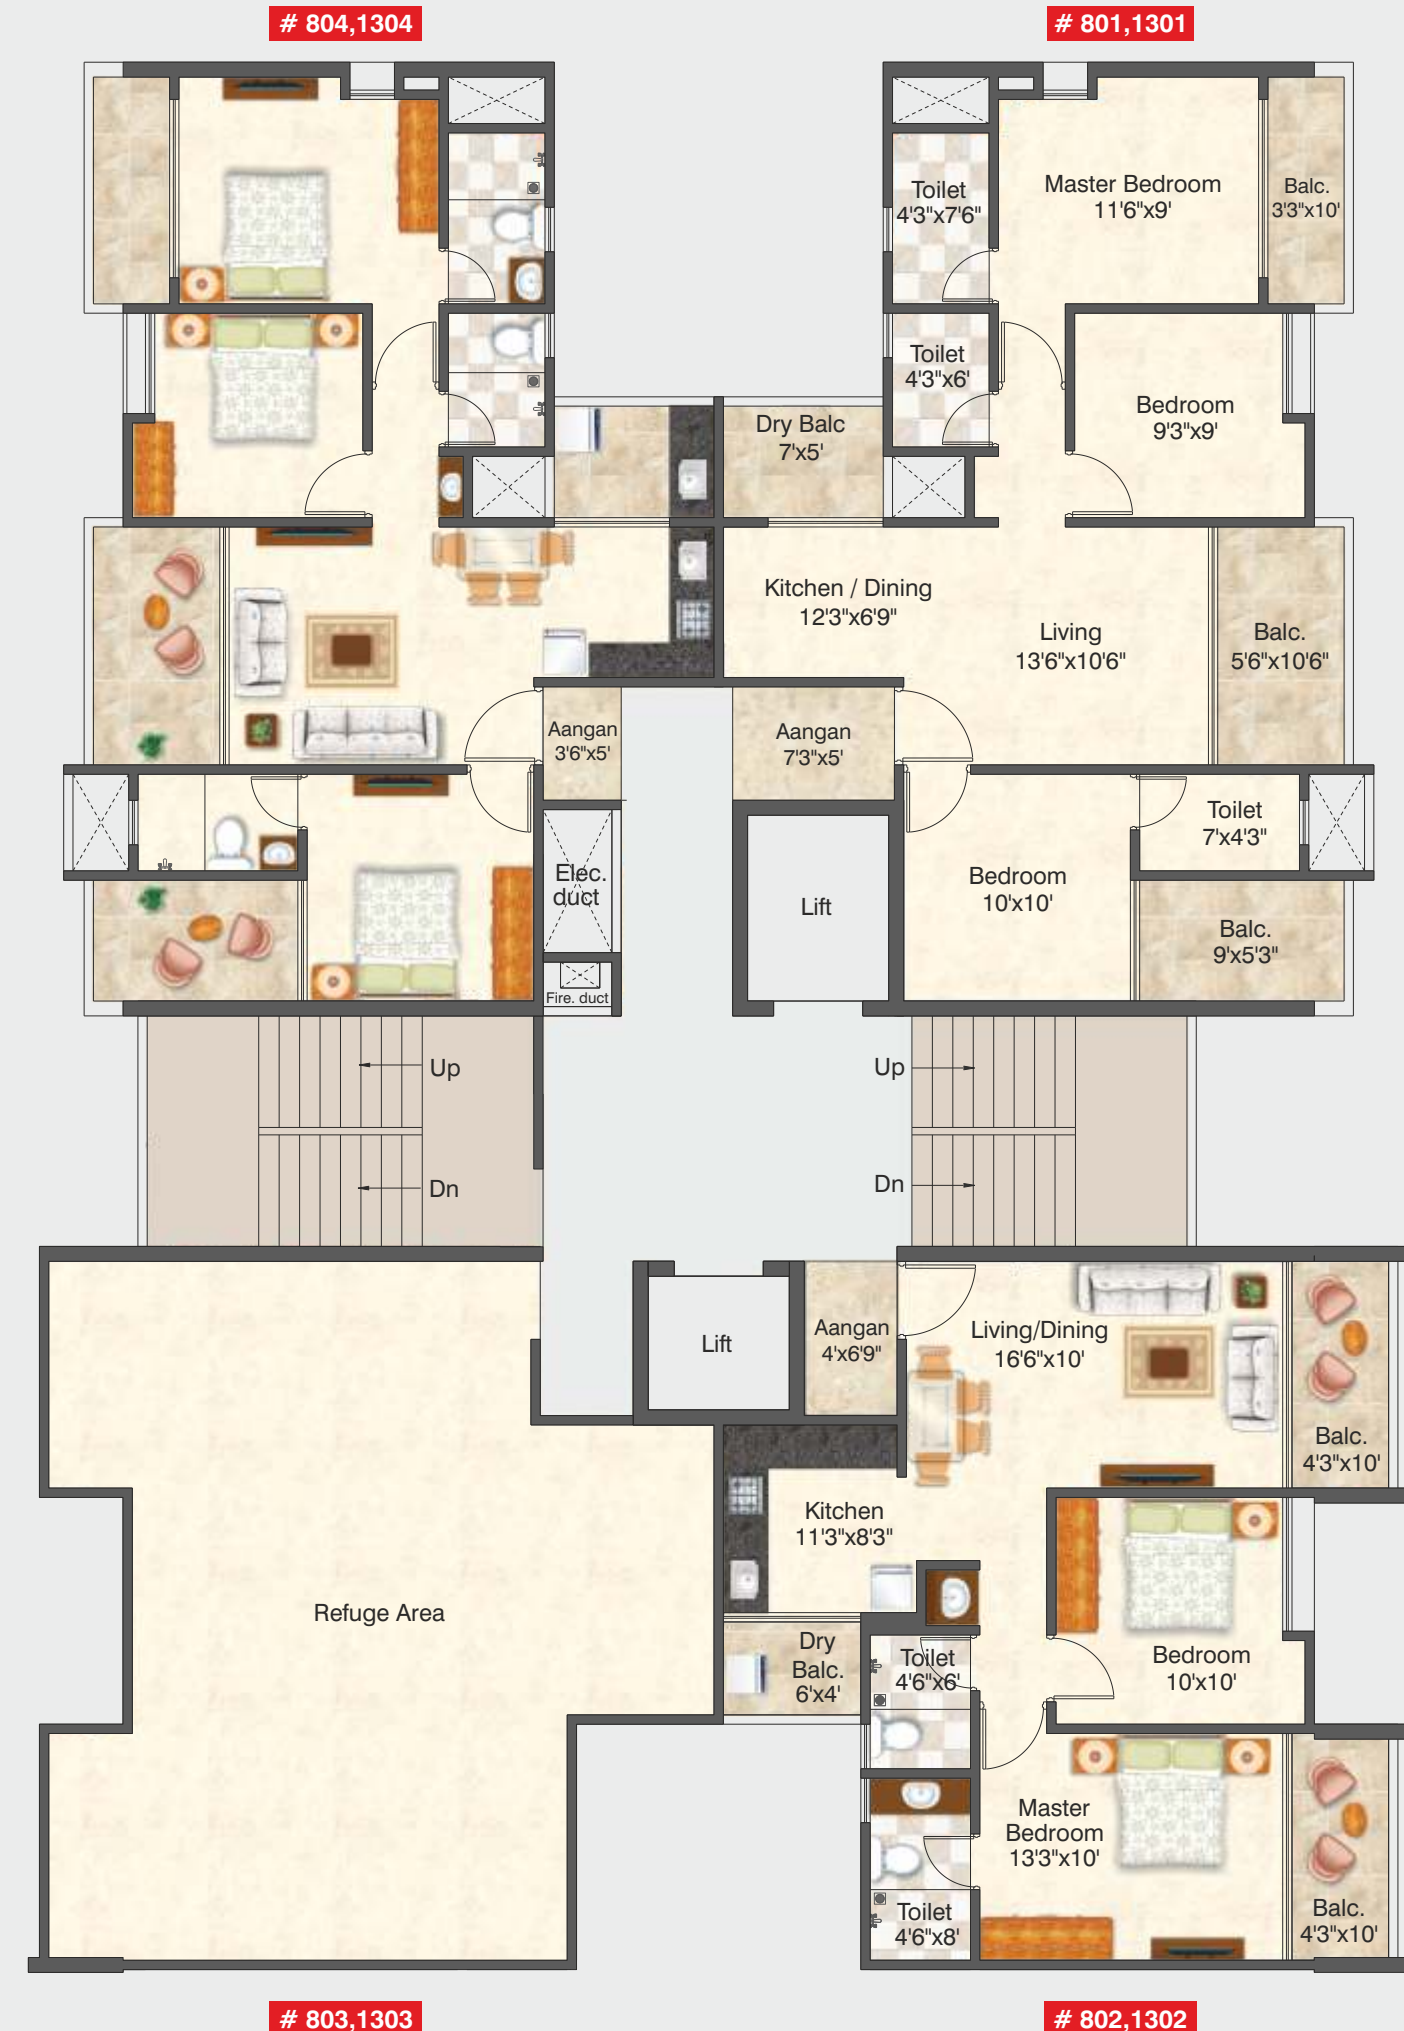 # 804,1304
# 801,1301
Toilet
4'3"x7'6"
Master Bedroom
11'6"x9'
Balc.
3'3"x10'
Toilet
4'3"x6'
Bedroom
9'3"x9'
Dry Balc
7'x5'
Kitchen / Dining
12'3"x6'9"
Living
13'6"x10'6"
Balc.
5'6"x10'6"
Aangan
3'6"x5'
Aangan
7'3"x5'
Toilet
7'x4'3"
Elec.
duct
Lift
Bedroom
10'x10'
Balc.
9'x5'3"
Fire. duct
Up
Up
Dn
Dn
Lift
Aangan
4'x6'9"
Living/Dining
16'6"x10'
Balc.
4'3"x10'
Kitchen
11'3"x8'3"
Refuge Area
Dry
Balc.
6'x4'
Toilet
4'6"x6'
Bedroom
10'x10'
Master
Bedroom
13'3"x10'
Toilet
4'6"x8'
Balc.
4'3"x10'
# 803,1303
# 802,1302